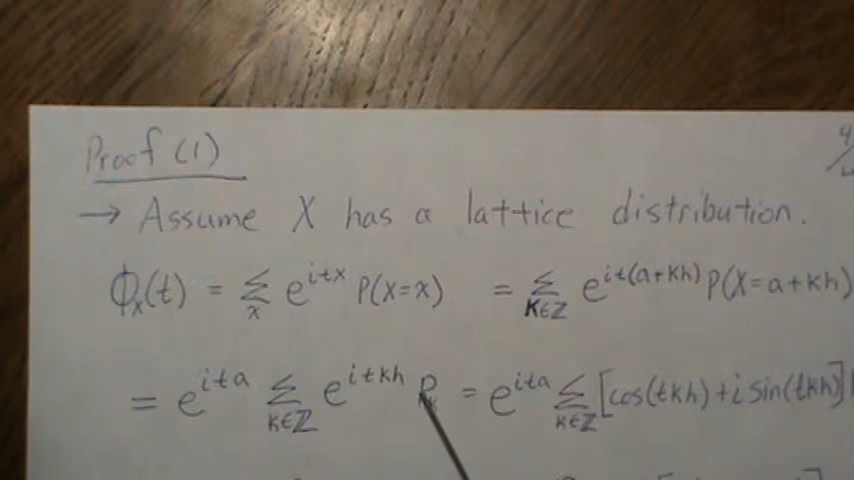 Proof (1)
→ Assume X has a lattice distribution.
Φ_X(t) = Σ_x e^{itx} P(X=x) = Σ_{k∈ℤ} e^{it(a+kh)} P(X=a+kh)
= e^{ita} Σ_{k∈ℤ} e^{itkh} P_k = e^{ita} Σ_{k∈ℤ} [cos(tkh) + i sin(tkh)]